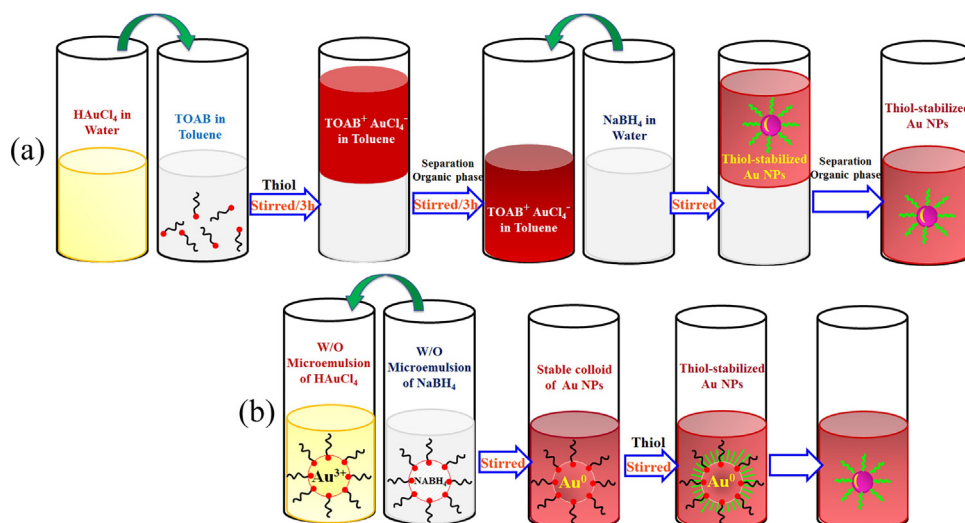 (a)
HAuCl₄ in
Water
TOAB in
Toluene
Thiol
Stirred/3h
TOAB⁺ AuCl₄⁻
in Toluene
Separation
Organic phase
Stirred/3h
TOAB⁺ AuCl₄⁻
in Toluene
NaBH₄ in
Water
Stirred
Thiol-stabilized
Au NPs
Separation
Organic phase
Thiol-stabilized
Au NPs
(b)
W/O
Microemulsion
of HAuCl₄
Au³⁺
W/O
Microemulsion
of NaBH₄
NABH₄
Stirred
Stable colloid
of Au NPs
Au⁰
Thiol
Stirred
Thiol-stabilized
Au NPs
Au⁰